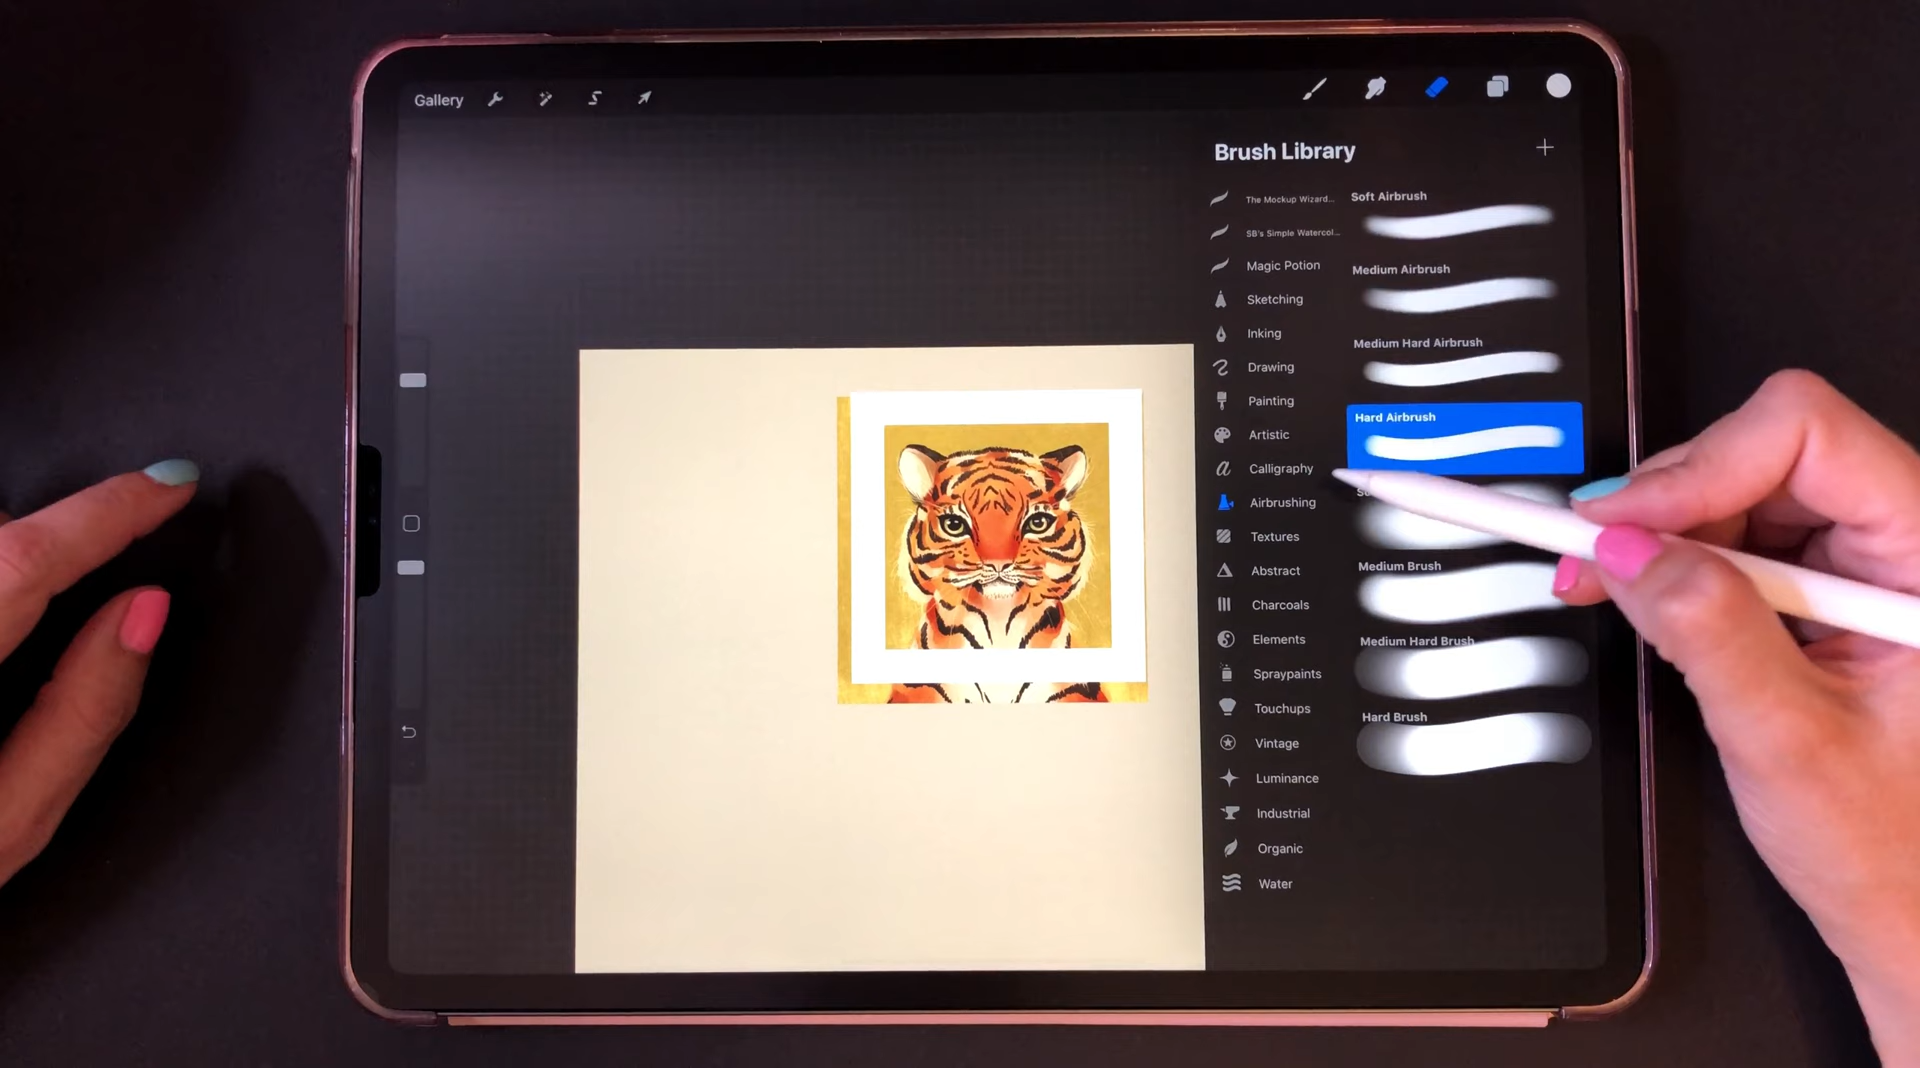 Gallery
Brush Library
The Mockup Wizard...
SB's Simple Watercol...
Magic Potion
Sketching
Inking
Drawing
Painting
Artistic
Calligraphy
Airbrushing
Textures
Abstract
Charcoals
Elements
Spraypaints
Touchups
Vintage
Luminance
Industrial
Organic
Water
Soft Airbrush
Medium Airbrush
Medium Hard Airbrush
Hard Airbrush
Medium Brush
Medium Hard Brush
Hard Brush